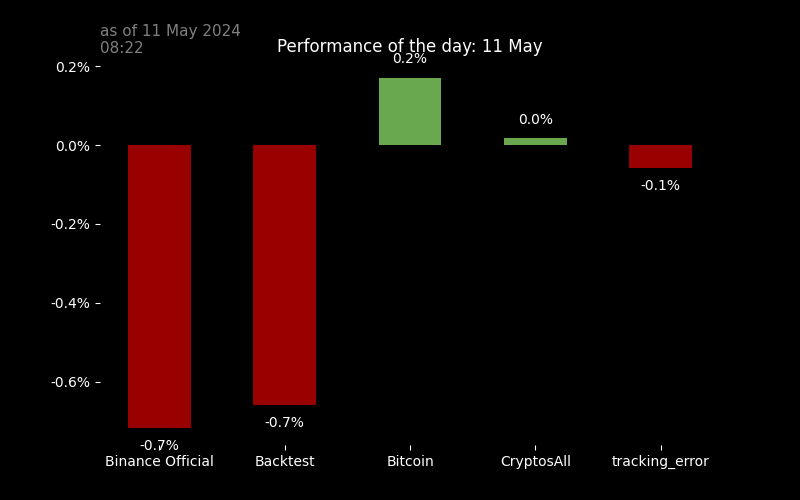 as of 11 May 2024
08:22
Performance of the day: 11 May
0.2%
0.2%
0.0%
0.0%
-0.1%
-0.2%
-0.4%
-0.6%
-0.7%
-0.7%
Binance Official
Backtest
Bitcoin
CryptosAll
tracking_error